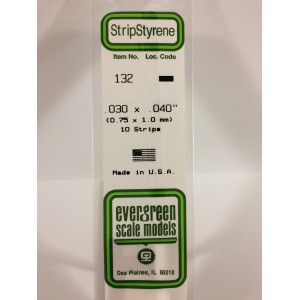 StripStyrene
Item No. Loc. Code
132
.030 x .040"
(0.75 x 1.0 mm)
10 Strips
Made in U.S.A.
evergreen
scale models
Des Plaines, IL 60018